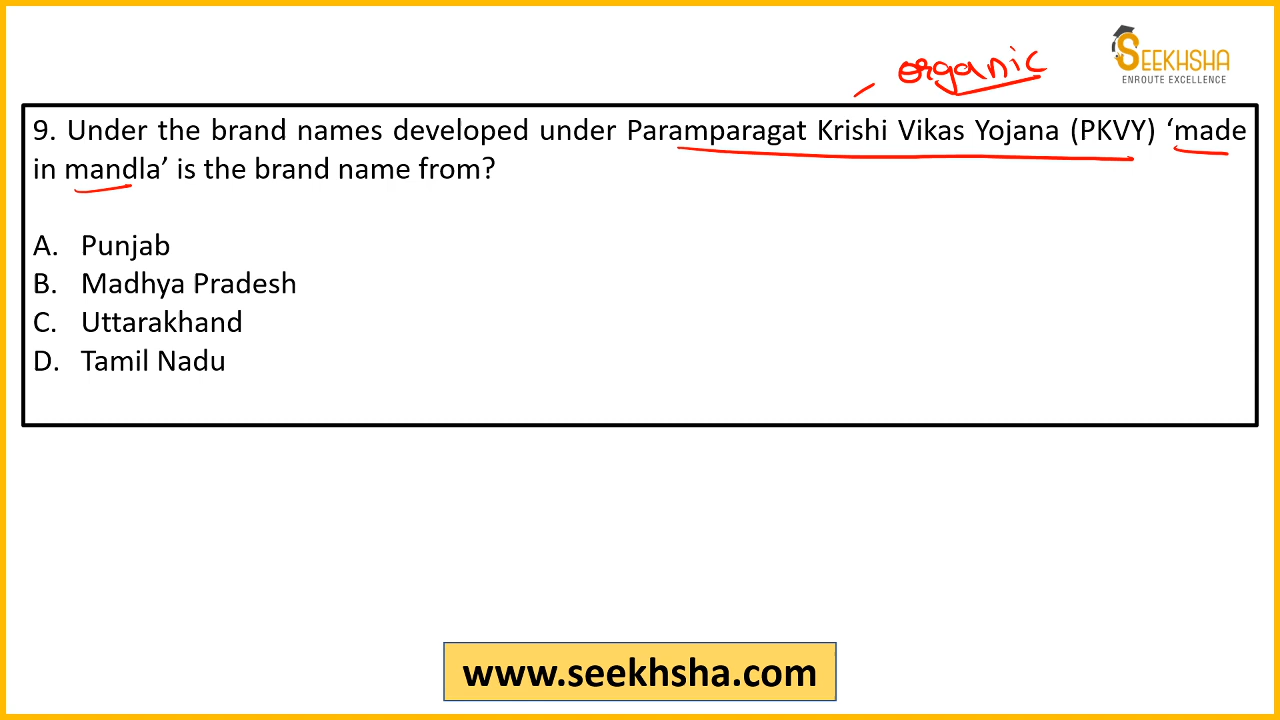 organic
SEEKHSHA
ENROUTE EXCELLENCE
9. Under the brand names developed under Paramparagat Krishi Vikas Yojana (PKVY) ‘made
in mandla’ is the brand name from?
A. Punjab
B. Madhya Pradesh
C. Uttarakhand
D. Tamil Nadu
www.seekhsha.com